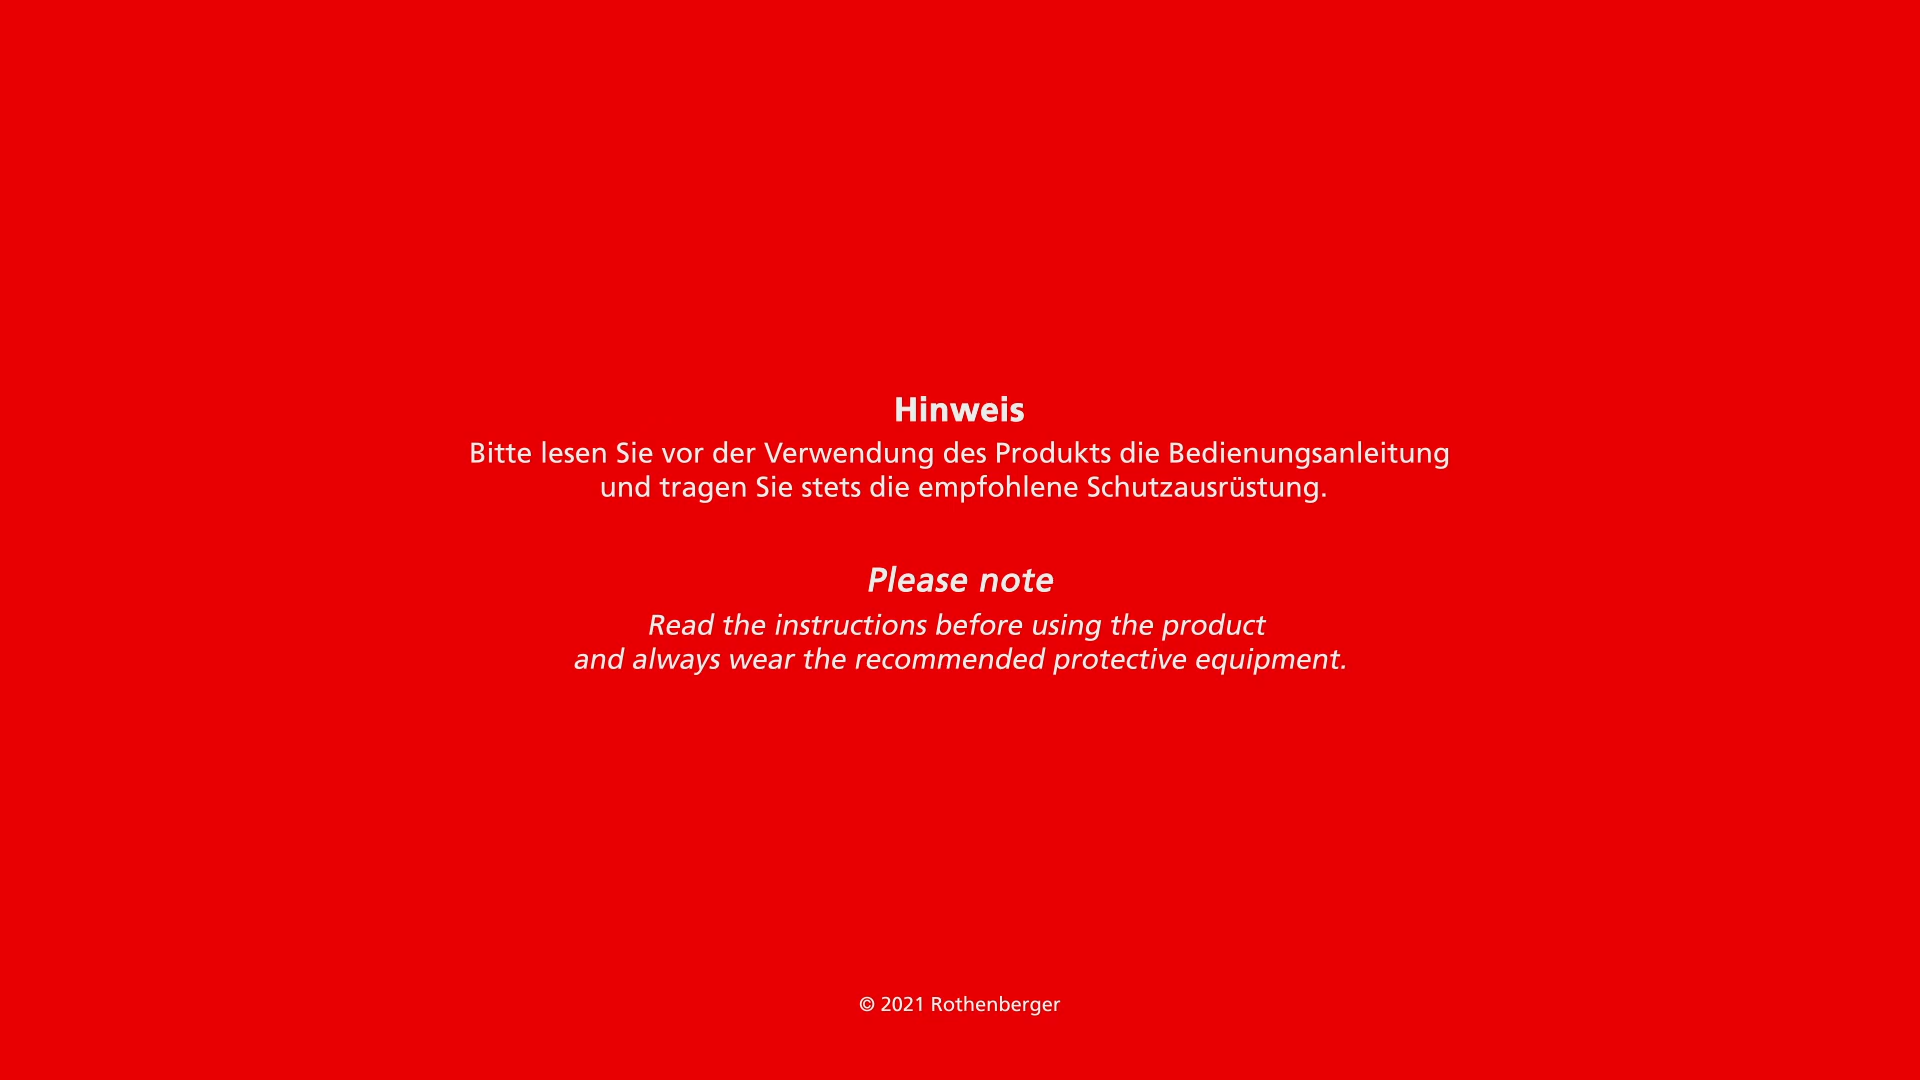 Hinweis
Bitte lesen Sie vor der Verwendung des Produkts die Bedienungsanleitung
und tragen Sie stets die empfohlene Schutzausrüstung.
Please note
Read the instructions before using the product
and always wear the recommended protective equipment.
© 2021 Rothenberger